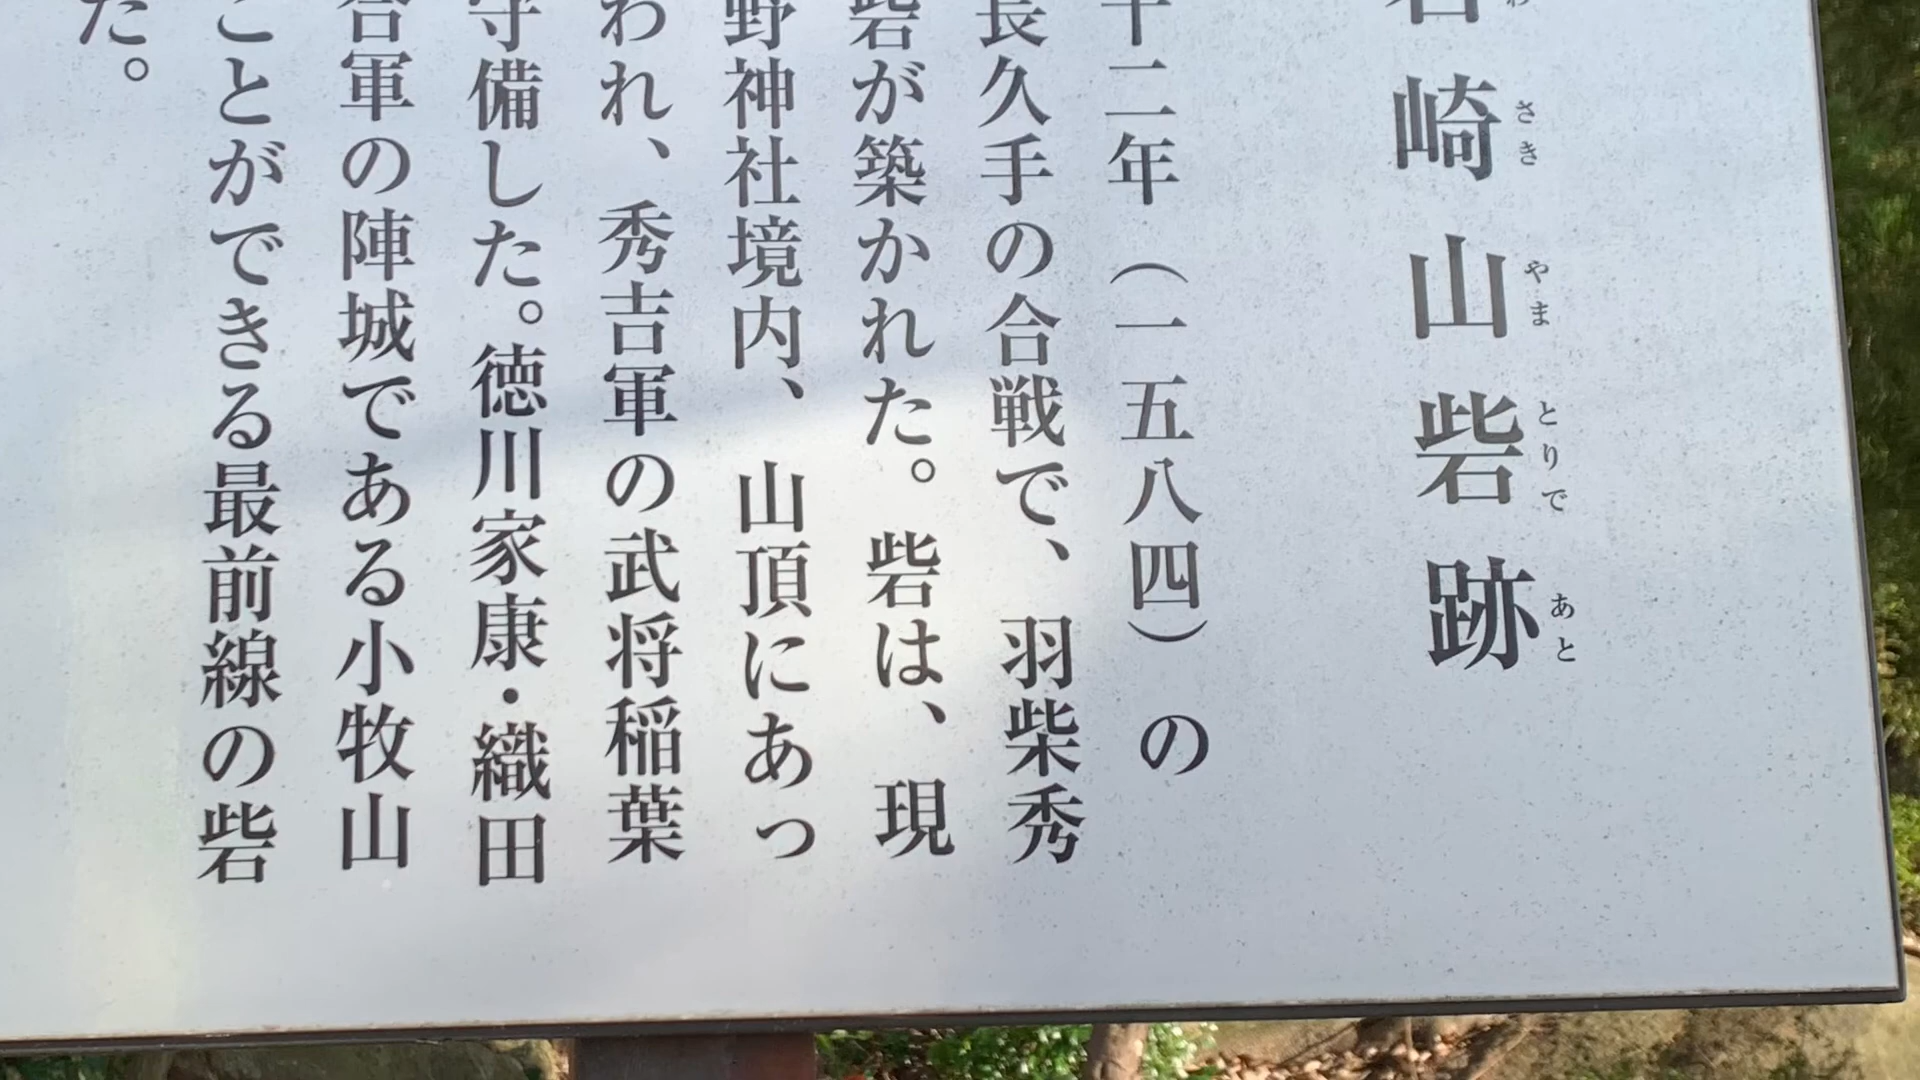 岩崎山砦跡
わ さき やま とりで あと
十二年（一五八四）の
長久手の合戦で、羽柴秀
砦が築かれた。砦は、現
野神社境内、山頂にあっ
われ、秀吉軍の武将稲葉
守備した。徳川家康・織田
合軍の陣城である小牧山
ことができる最前線の砦
た。